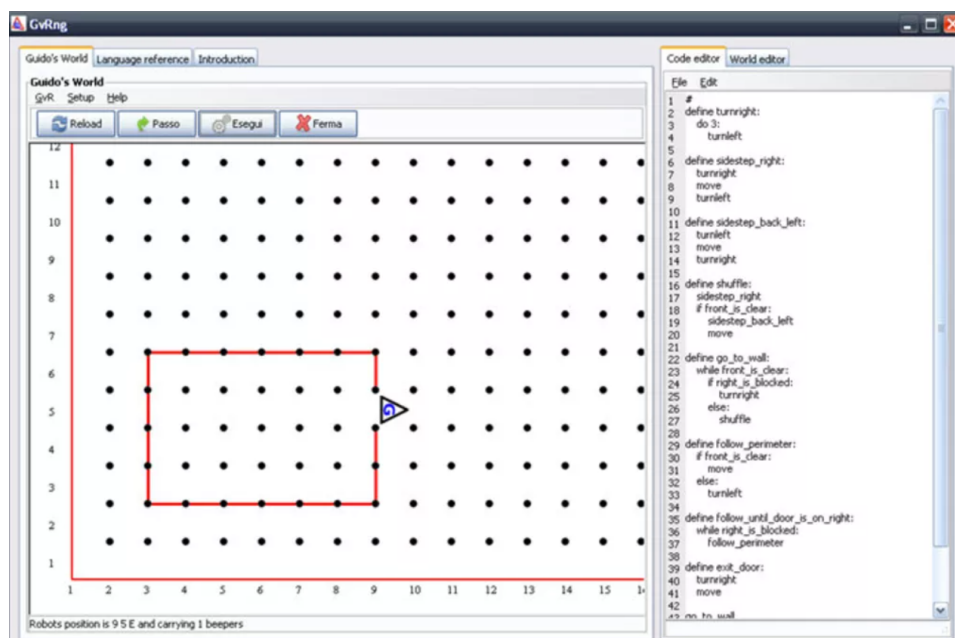 GvRng
Guido's World Language reference Introduction
Guido's World
GvR Setup Help
Reload Passo Esegui Ferma
12
11
10
9
8
7
6
5
4
3
2
1
1 2 3 4 5 6 7 8 9 10 11 12 13 14 15
G
Robots position is 9 5 E and carrying 1 beepers
Code editor World editor
File Edit
1 #
2 define turnright:
3 do 3:
4 turnleft
5
6 define sidestep_right:
7 turnright
8 move
9 turnleft
10
11 define sidestep_back_left:
12 turnleft
13 move
14 turnright
15
16 define shuffle:
17 sidestep_right
18 if front_is_clear:
19 sidestep_back_left
20 move
21
22 define go_to_wall:
23 while front_is_clear:
24 if right_is_blocked:
25 turnright
26 else:
27 shuffle
28
29 define follow_perimeter:
30 if front_is_clear:
31 move
32 else:
33 turnleft
34
35 define follow_until_door_is_on_right:
36 while right_is_blocked:
37 follow_perimeter
38
39 define exit_door:
40 turnright
41 move
42
43 go_to_wall